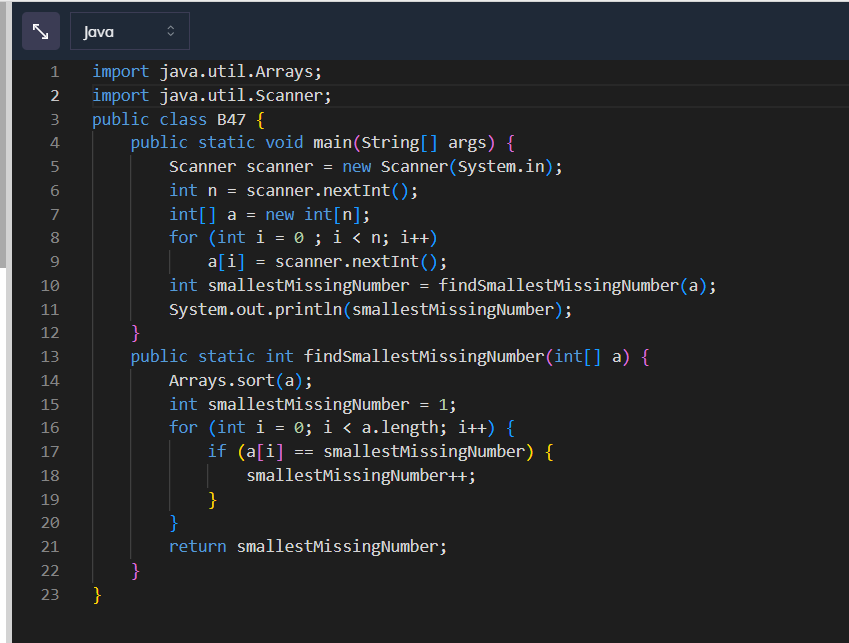 Java
1 import java.util.Arrays;
2 import java.util.Scanner;
3 public class B47 {
4     public static void main(String[] args) {
5         Scanner scanner = new Scanner(System.in);
6         int n = scanner.nextInt();
7         int[] a = new int[n];
8         for (int i = 0 ; i < n; i++)
9             a[i] = scanner.nextInt();
10         int smallestMissingNumber = findSmallestMissingNumber(a);
11         System.out.println(smallestMissingNumber);
12     }
13     public static int findSmallestMissingNumber(int[] a) {
14         Arrays.sort(a);
15         int smallestMissingNumber = 1;
16         for (int i = 0; i < a.length; i++) {
17             if (a[i] == smallestMissingNumber) {
18                 smallestMissingNumber++;
19             }
20         }
21         return smallestMissingNumber;
22     }
23 }